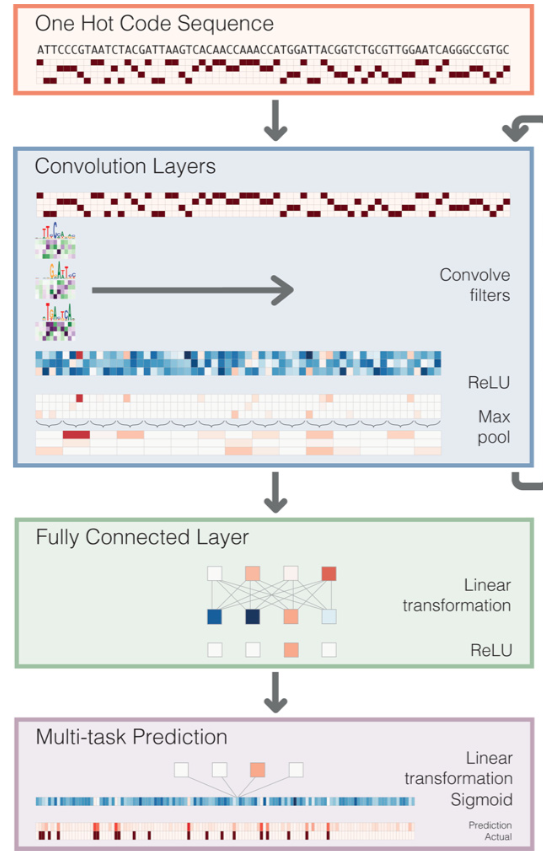 One Hot Code Sequence
ATTCCCGTAATCTACGATTAAGTCACAACCAAACCATGGATTACGGTCTGCGTTGGAATCAGGGCCGTGC
Convolution Layers
Convolve
filters
ReLU
Max
pool
Fully Connected Layer
Linear
transformation
ReLU
Multi-task Prediction
Linear
transformation
Sigmoid
Prediction
Actual